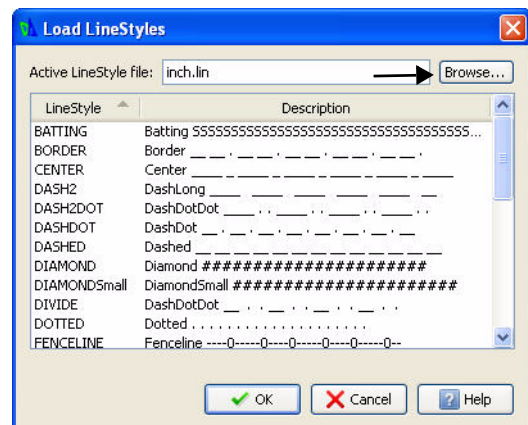 Load LineStyles
Active LineStyle file: inch.lin Browse...
LineStyle Description
BATTING Batting SSSSSSSSSSSSSSSSSSSSSSSSSSSSSSSSSSSSS...
BORDER Border __ __ . __ __ . __ __ . __ __ . __ __ .
CENTER Center ____ _ ____ _ ____ _ ____ _ ____ _ ____
DASH2 DashLong ____ ____ ____ ____ ____ __
DASH2DOT DashDotDot ____ . . ____ . . ____ . . ____ . .
DASHDOT DashDot __ . __ . __ . __ . __ . __ . __
DASHED Dashed __ __ __ __ __ __ __ __ __ __ __ __
DIAMOND Diamond ######################
DIAMONDSmall DiamondSmall ######################
DIVIDE DashDotDot __ . . __ . . __ . . __ . . __ . .
DOTTED Dotted . . . . . . . . . . . . . . . . . . . . .
FENCELINE Fenceline ----0-----0----0-----0----0-----0--
OK Cancel Help